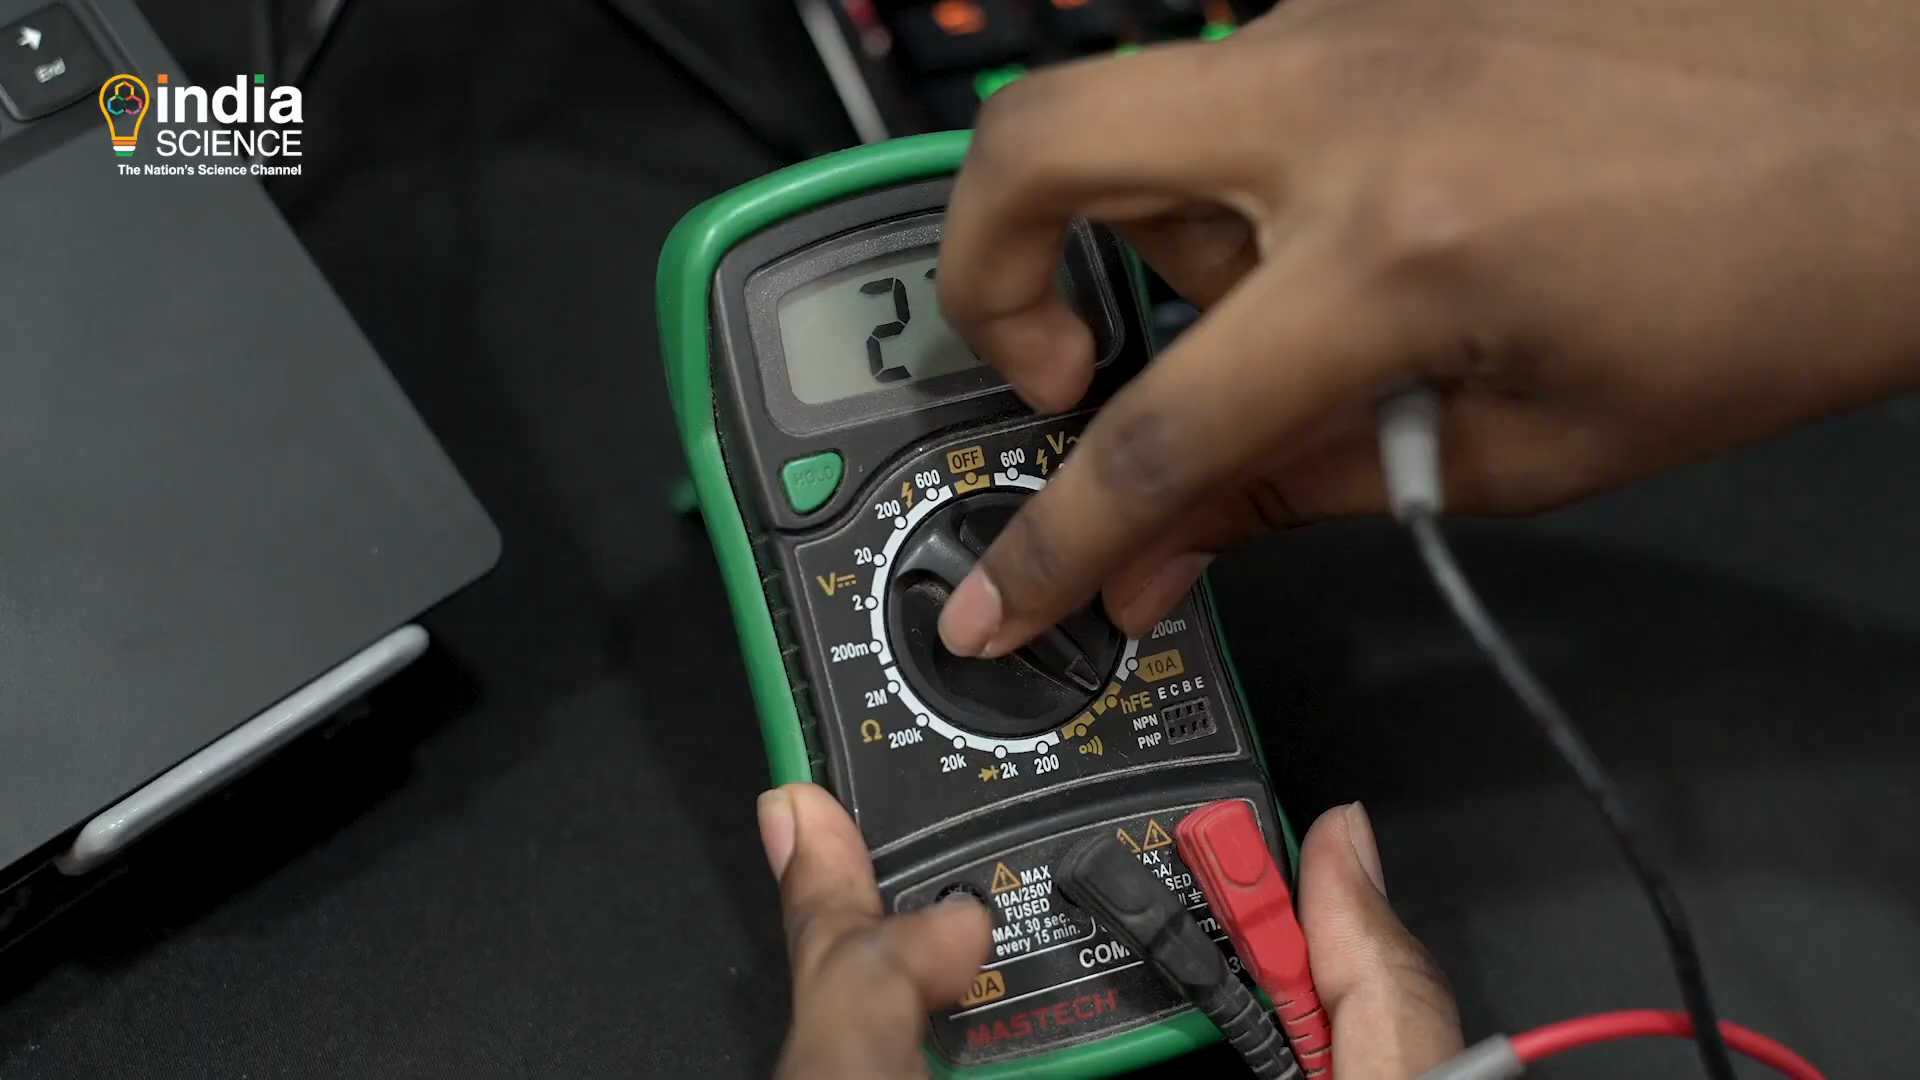 End
india
SCIENCE
The Nation's Science Channel
2
HOLD
OFF
600
V~
600
200
20
V⎓
2
200m
2M
Ω
200k
20k
2k
200
200m
10A
hFE
E C B E
NPN
PNP
MAX
10A/250V
FUSED
MAX 30 sec.
every 15 min.
COM
10A
MASTECH